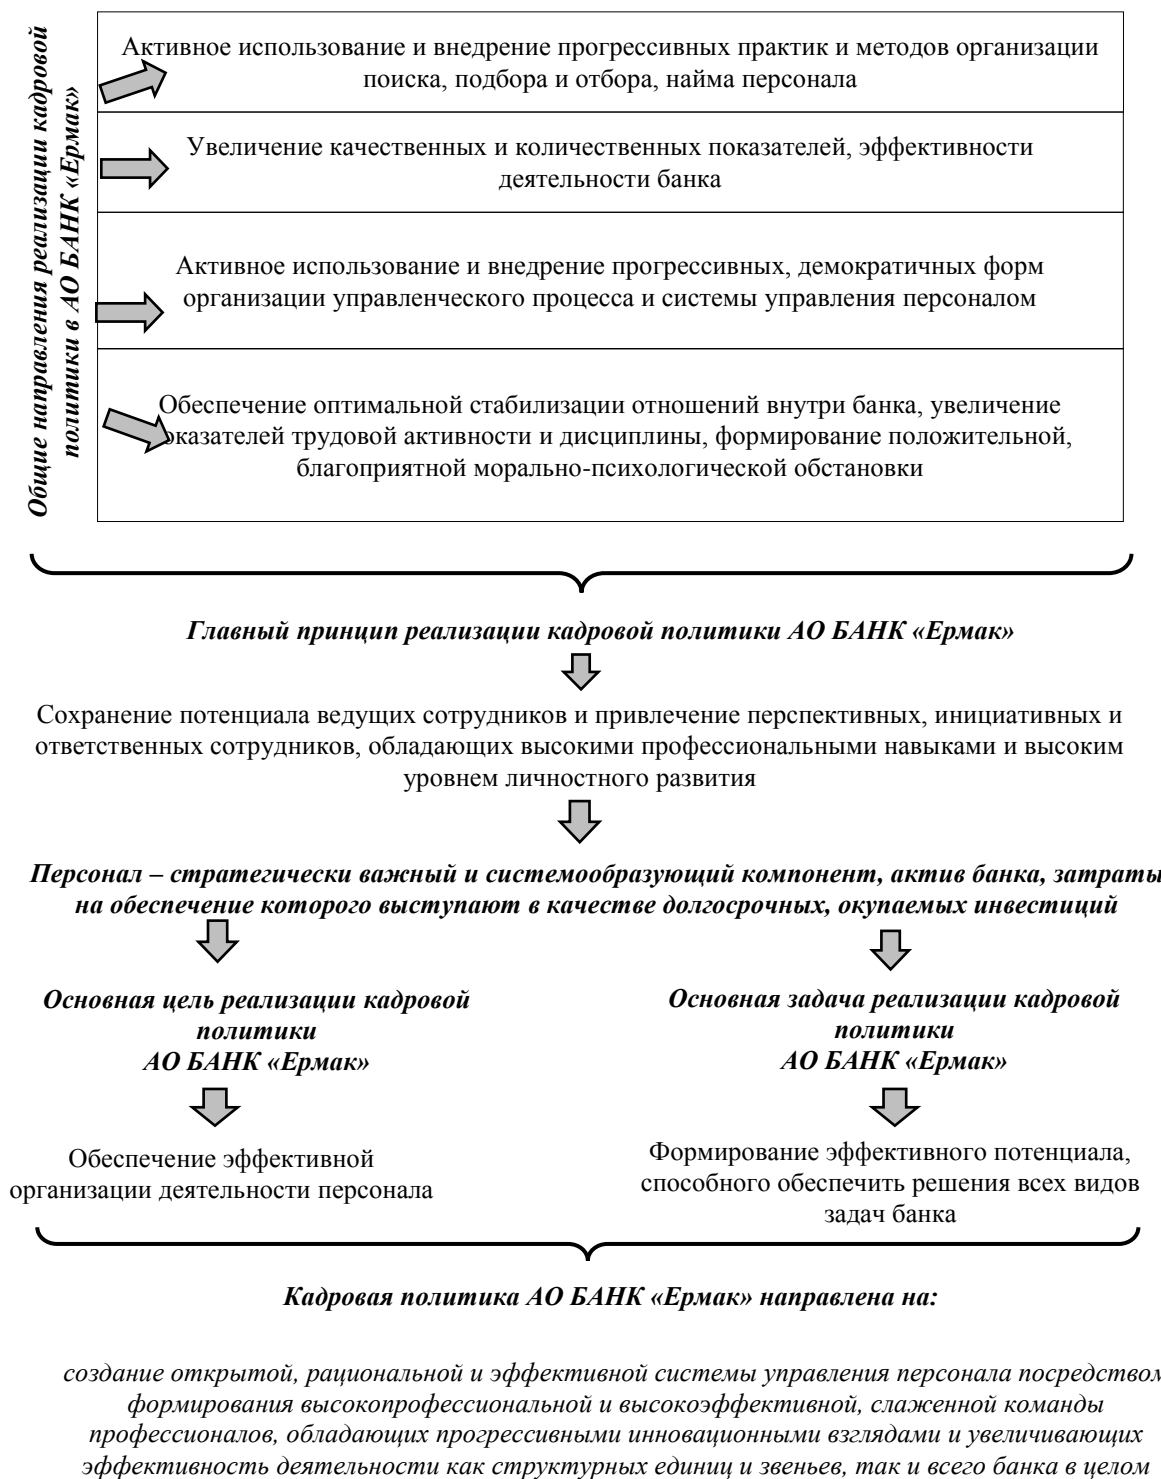 Общие направления реализации кадровой
политики в АО БАНК «Ермак»
Активное использование и внедрение прогрессивных практик и методов организации
поиска, подбора и отбора, найма персонала
Увеличение качественных и количественных показателей, эффективности
деятельности банка
Активное использование и внедрение прогрессивных, демократичных форм
организации управленческого процесса и системы управления персоналом
Обеспечение оптимальной стабилизации отношений внутри банка, увеличение
оказателей трудовой активности и дисциплины, формирование положительной,
благоприятной морально-психологической обстановки
Главный принцип реализации кадровой политики АО БАНК «Ермак»
Сохранение потенциала ведущих сотрудников и привлечение перспективных, инициативных и
ответственных сотрудников, обладающих высокими профессиональными навыками и высоким
уровнем личностного развития
Персонал – стратегически важный и системообразующий компонент, актив банка, затраты
на обеспечение которого выступают в качестве долгосрочных, окупаемых инвестиций
Основная цель реализации кадровой
политики
АО БАНК «Ермак»
Обеспечение эффективной
организации деятельности персонала
Основная задача реализации кадровой
политики
АО БАНК «Ермак»
Формирование эффективного потенциала,
способного обеспечить решения всех видов
задач банка
Кадровая политика АО БАНК «Ермак» направлена на:
создание открытой, рациональной и эффективной системы управления персонала посредством
формирования высокопрофессиональной и высокоэффективной, слаженной команды
профессионалов, обладающих прогрессивными инновационными взглядами и увеличивающих
эффективность деятельности как структурных единиц и звеньев, так и всего банка в целом